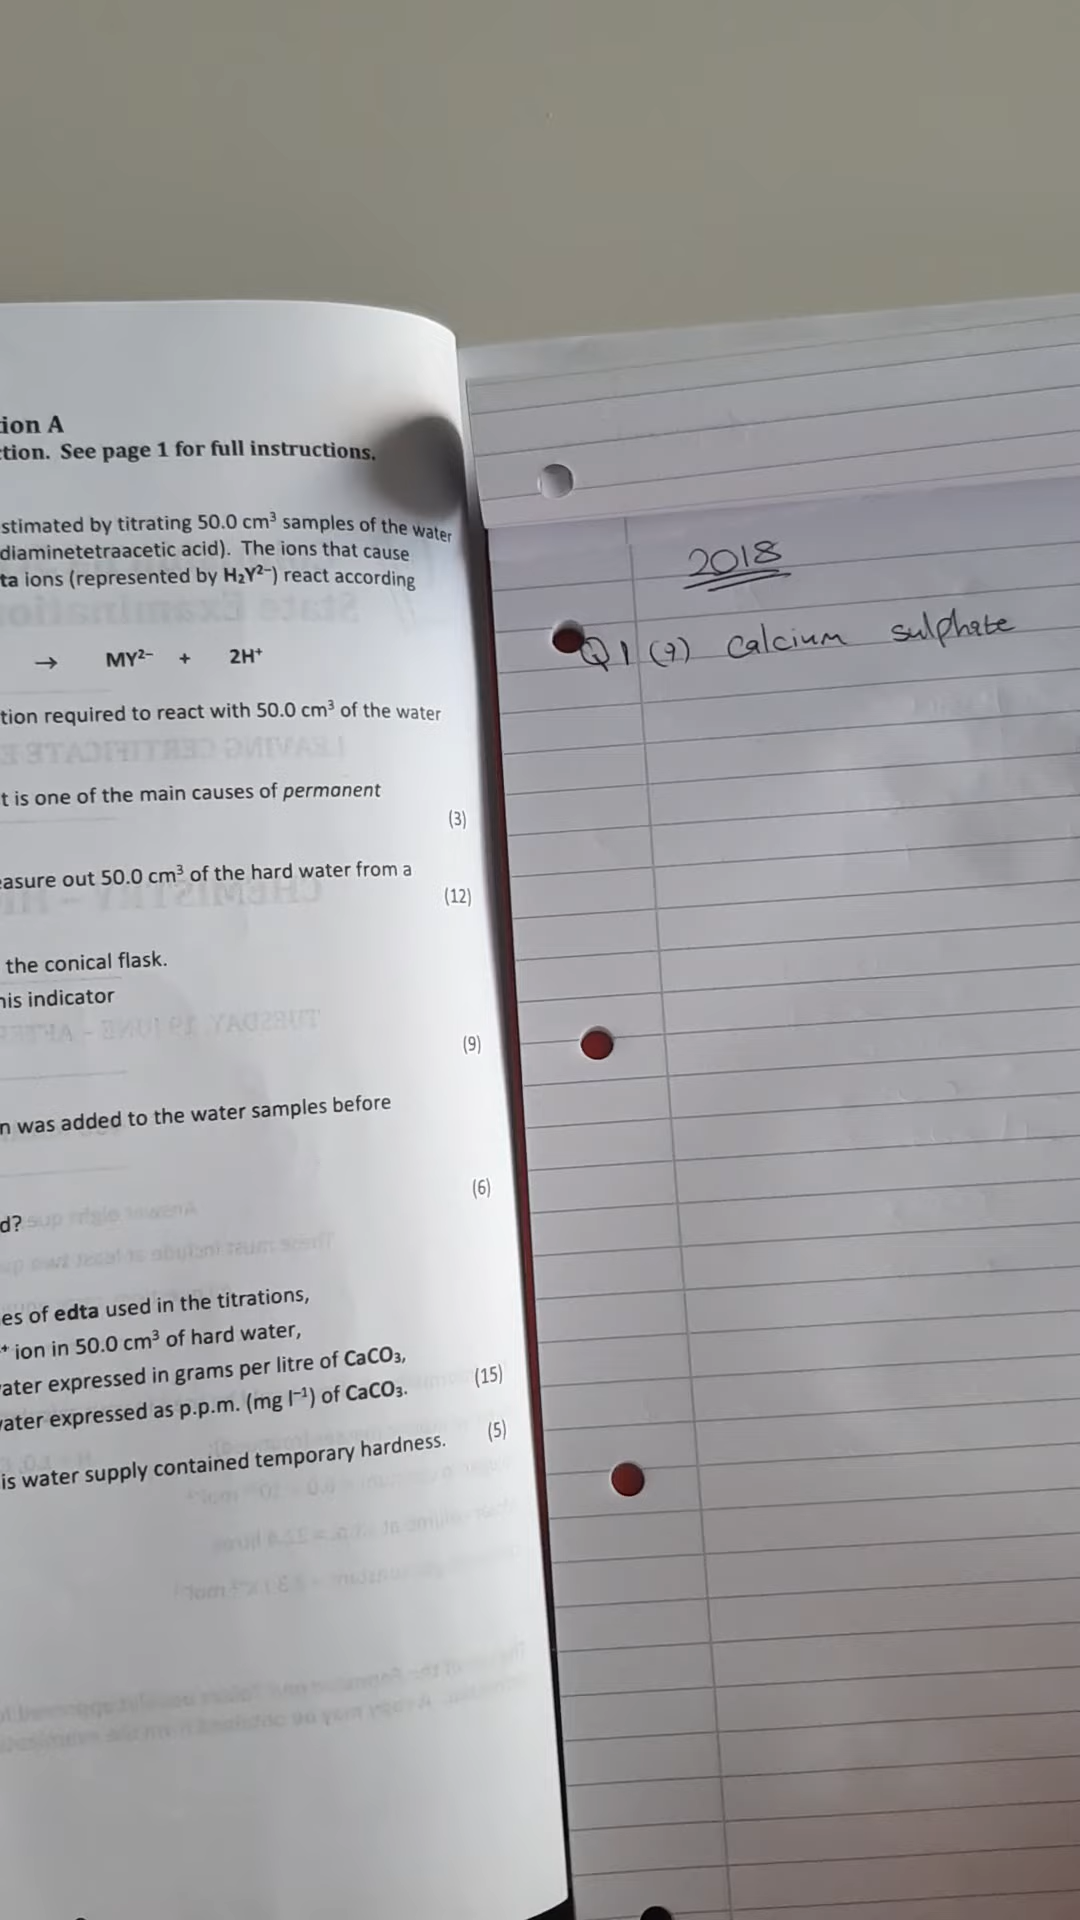 ion A
ction. See page 1 for full instructions.
stimated by titrating 50.0 cm³ samples of the water
diaminetetraacetic acid). The ions that cause
ta ions (represented by H₂Y²⁻) react according
→ MY²⁻ + 2H⁺
tion required to react with 50.0 cm³ of the water
t is one of the main causes of permanent
(3)
easure out 50.0 cm³ of the hard water from a
(12)
the conical flask.
his indicator
(9)
n was added to the water samples before
(6)
d?
es of edta used in the titrations,
⁺ ion in 50.0 cm³ of hard water,
ater expressed in grams per litre of CaCO₃,
(15)
vater expressed as p.p.m. (mg l⁻¹) of CaCO₃.
(5)
is water supply contained temporary hardness.
2018
Q1 (9) Calcium sulphate